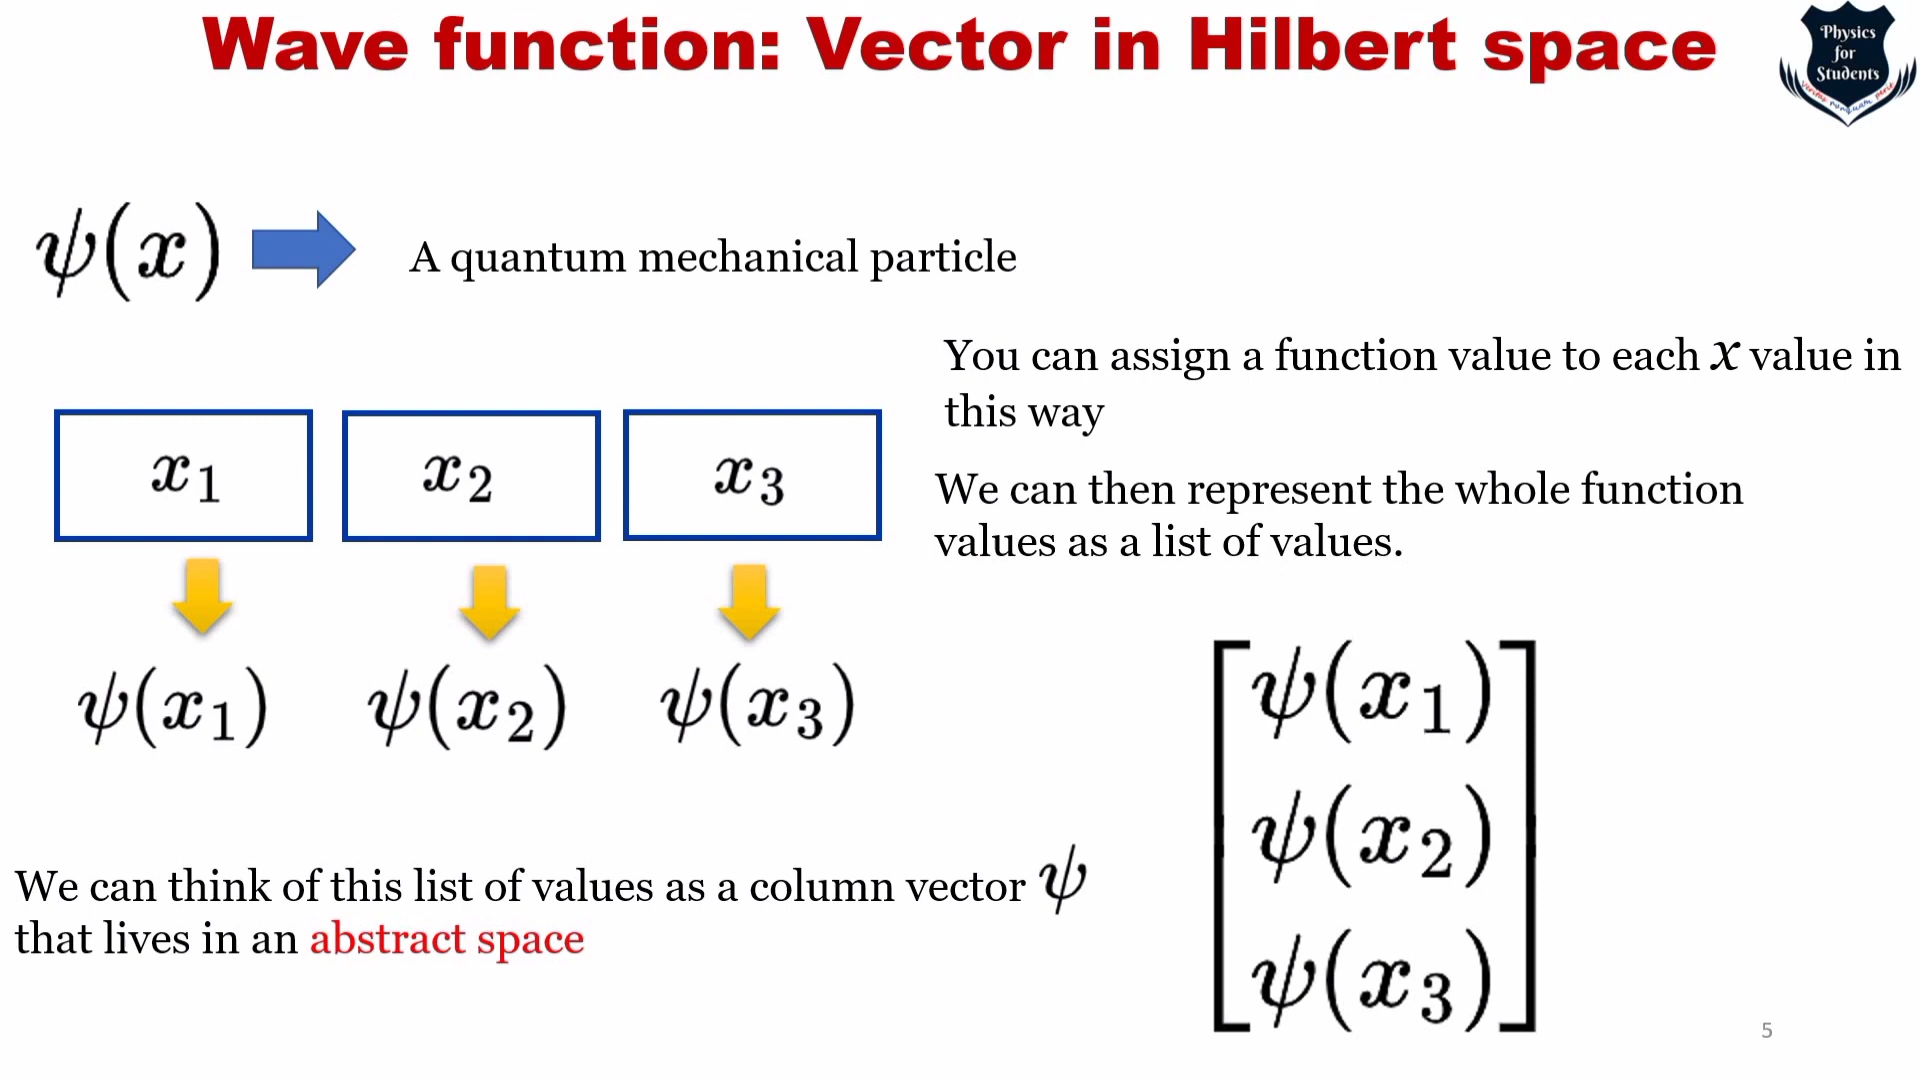 Wave function: Vector in Hilbert space
Physics
for
Students
ψ(x)
A quantum mechanical particle
You can assign a function value to each x value in
this way
x₁ x₂ x₃
We can then represent the whole function
values as a list of values.
ψ(x₁) ψ(x₂) ψ(x₃)
ψ(x₁)
ψ(x₂)
ψ(x₃)
We can think of this list of values as a column vector ψ
that lives in an abstract space
5